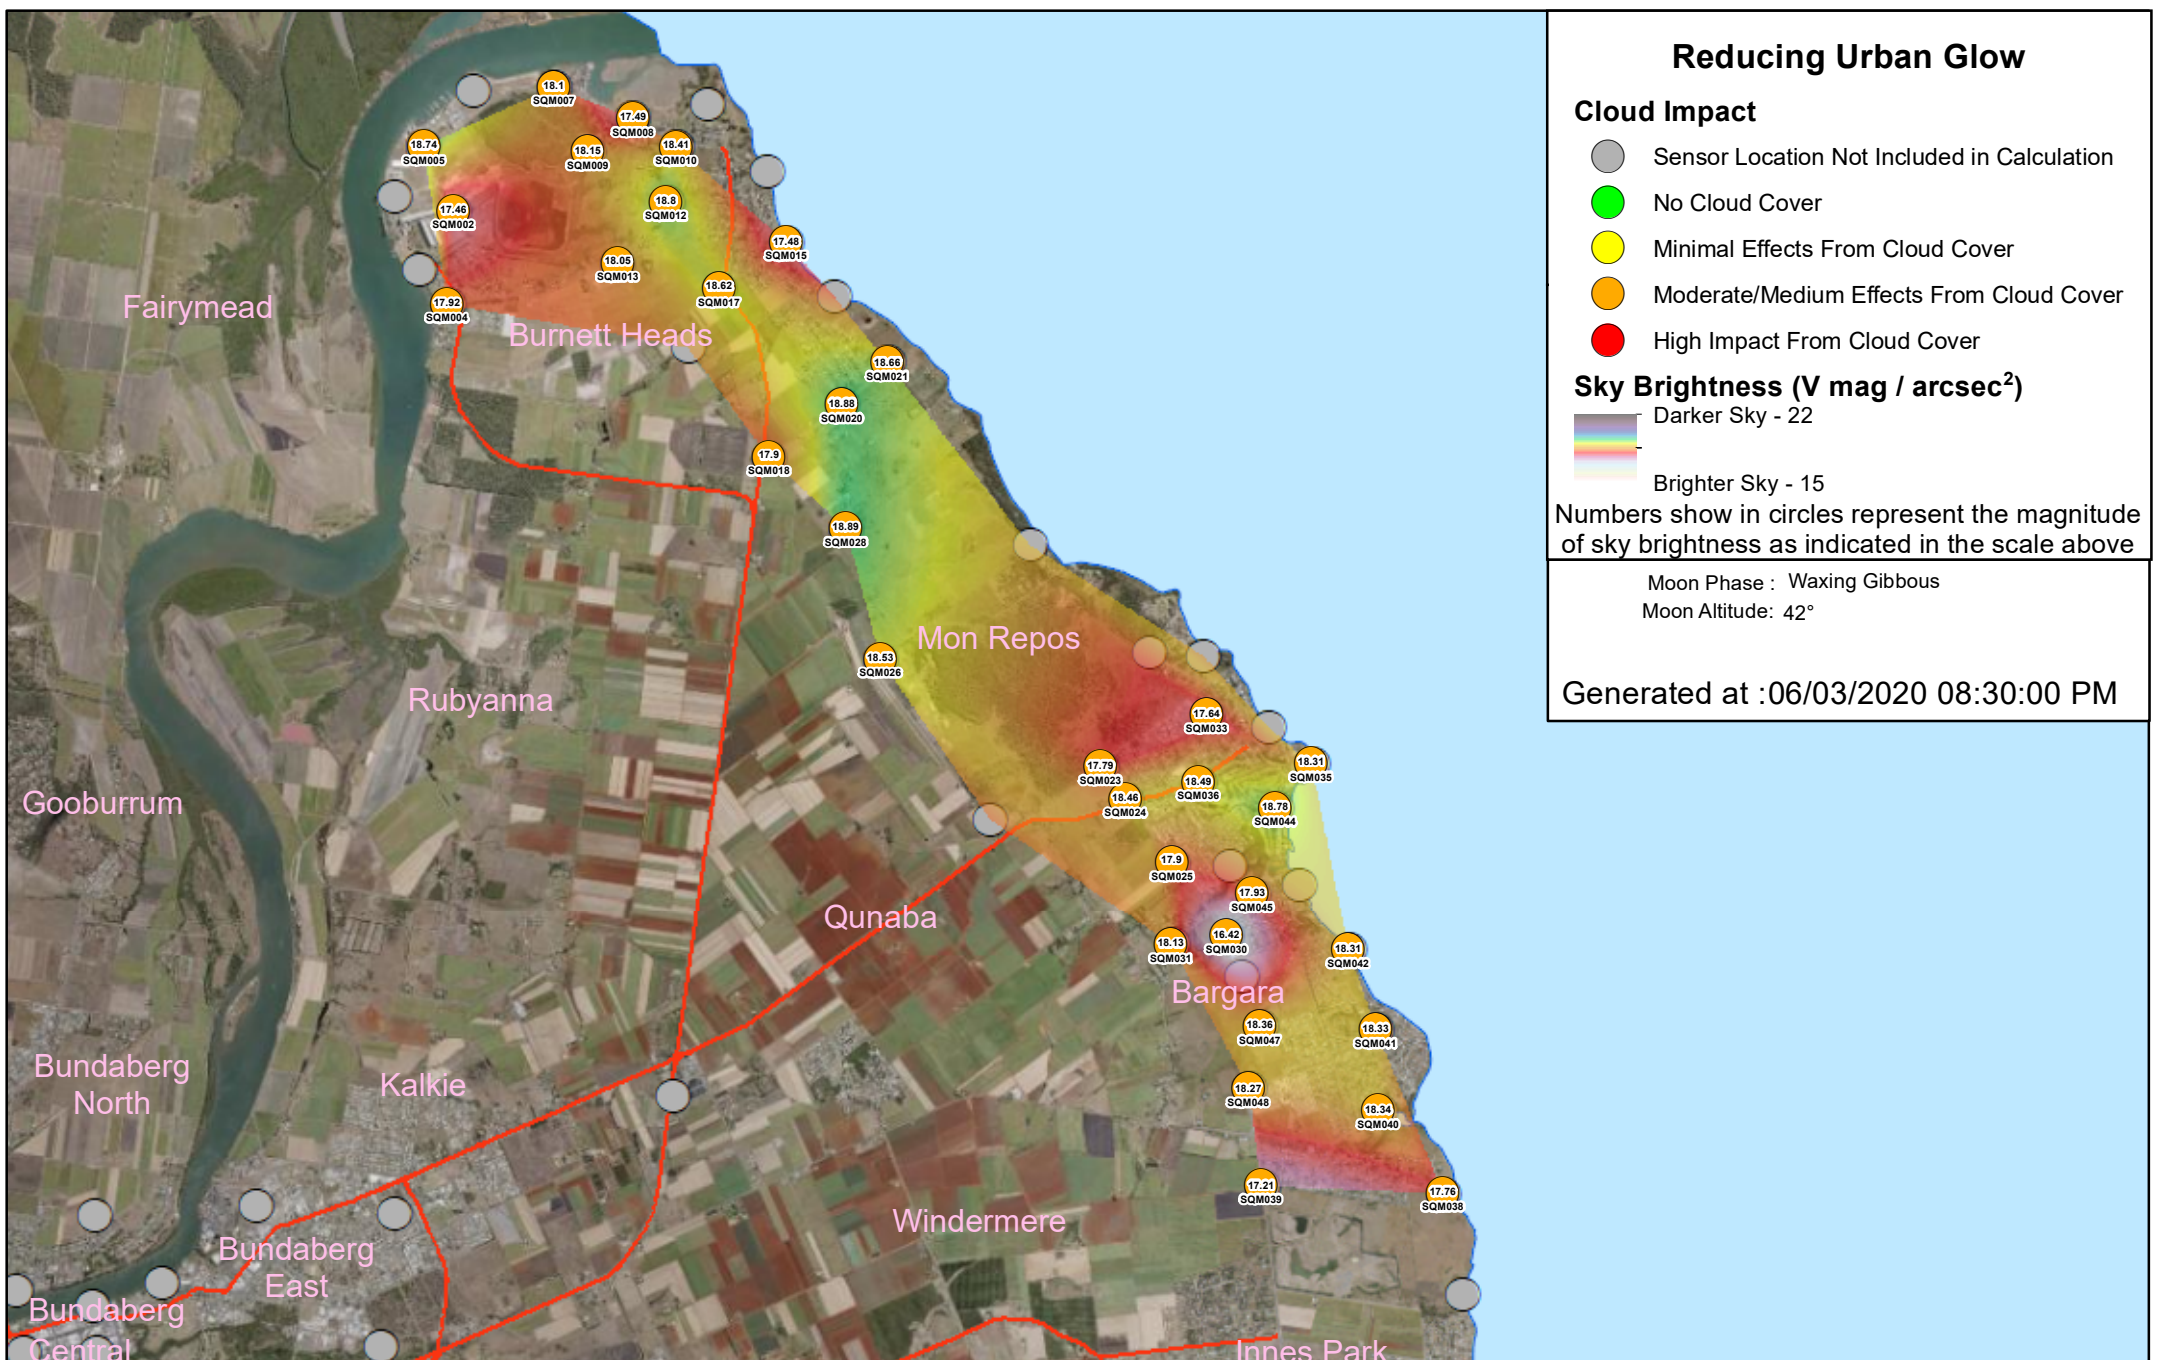 Reducing Urban Glow
Cloud Impact
Sensor Location Not Included in Calculation
No Cloud Cover
Minimal Effects From Cloud Cover
Moderate/Medium Effects From Cloud Cover
High Impact From Cloud Cover
Sky Brightness (V mag / arcsec²)
Darker Sky - 22
Brighter Sky - 15
Numbers show in circles represent the magnitude
of sky brightness as indicated in the scale above
Moon Phase : Waxing Gibbous
Moon Altitude: 42°
Generated at :06/03/2020 08:30:00 PM
18.1
SQM007
17.49
SQM008
18.74
SQM005
18.15
SQM009
18.41
SQM010
17.46
SQM002
18.8
SQM012
17.48
SQM015
18.05
SQM013
18.62
SQM017
17.92
SQM004
Fairymead
Burnett Heads
18.66
SQM021
18.88
SQM020
17.9
SQM018
18.89
SQM028
Mon Repos
18.53
SQM026
Rubyanna
17.64
SQM033
17.79
SQM023
18.31
SQM035
18.49
SQM036
18.46
SQM024
18.78
SQM044
Gooburrum
17.9
SQM025
17.93
SQM045
Qunaba
16.42
SQM030
18.13
SQM031
18.31
SQM042
Bargara
18.36
SQM047
18.33
SQM041
Bundaberg
North
Kalkie
18.27
SQM048
18.34
SQM040
17.21
SQM039
17.76
SQM038
Windermere
Bundaberg
East
Bundaberg
Central
Innes Park